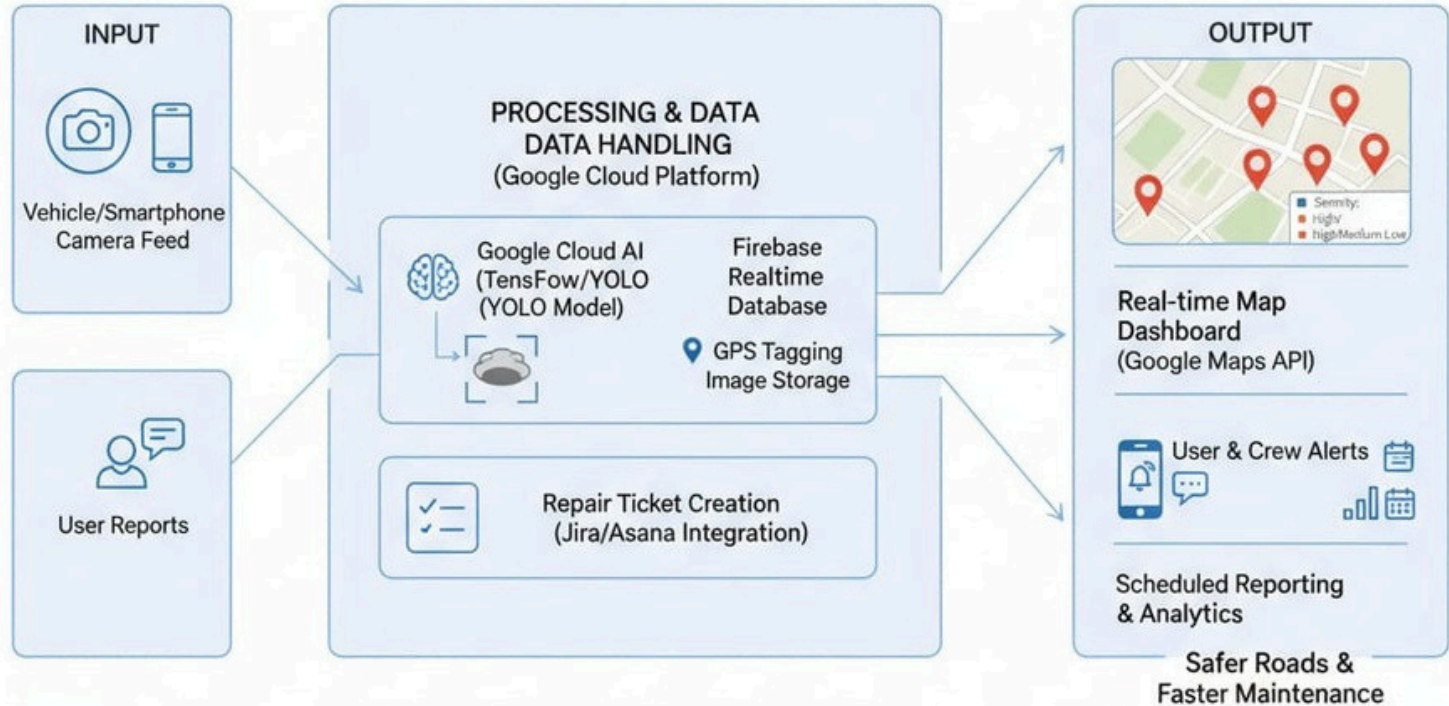 INPUT
Vehicle/Smartphone
Camera Feed
User Reports
PROCESSING & DATA
DATA HANDLING
(Google Cloud Platform)
Google Cloud AI
(TensFow/YOLO
(YOLO Model)
Firebase
Realtime
Database
GPS Tagging
Image Storage
Repair Ticket Creation
(Jira/Asana Integration)
OUTPUT
High/Medium Low
Real-time Map
Dashboard
(Google Maps API)
User & Crew Alerts
Scheduled Reporting
& Analytics
Safer Roads &
Faster Maintenance